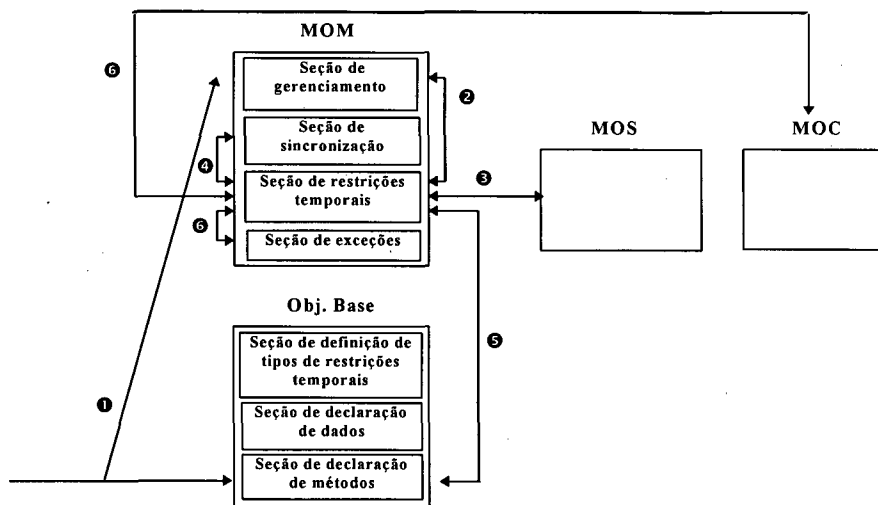 MOM
❻
Seção de
gerenciamento
❷
Seção de
sincronização
❹
MOS
MOC
Seção de restrições
temporais
❸
❻
Seção de exceções
Obj. Base
Seção de definição de
tipos de restrições
temporais
❺
❶
Seção de declaração
de dados
Seção de declaração
de métodos